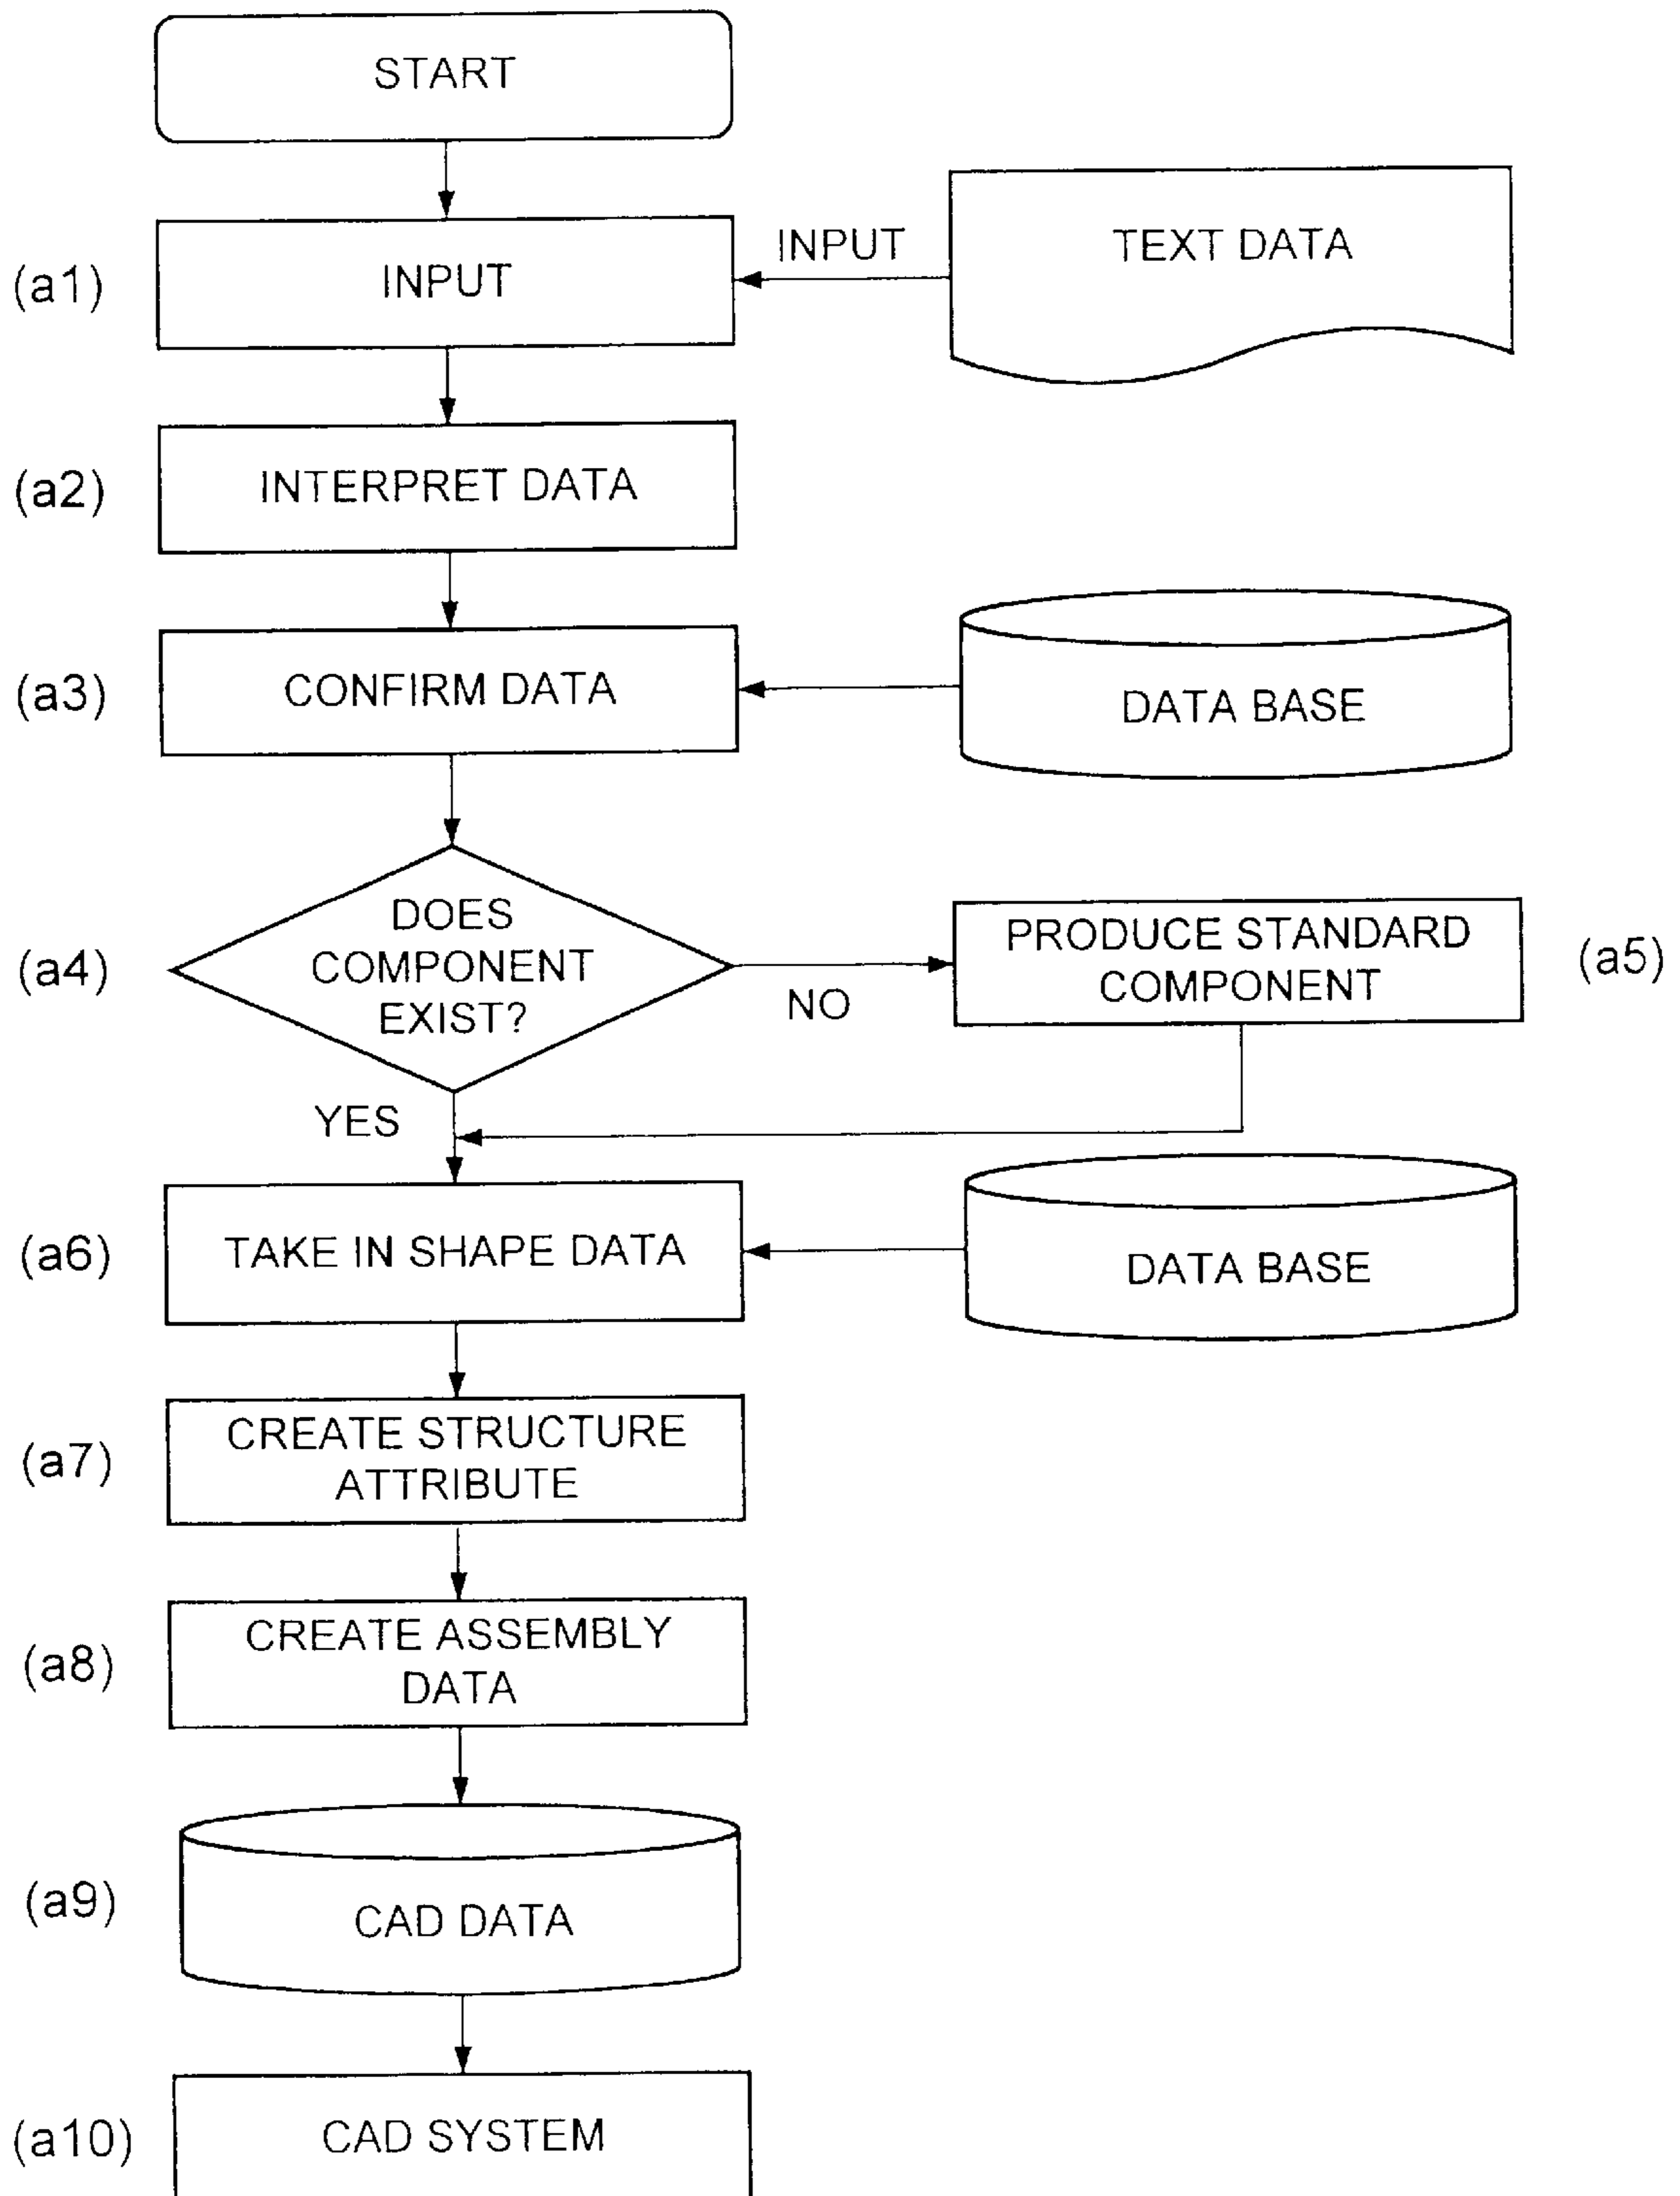 START
(a1)
INPUT
INPUT
TEXT DATA
(a2)
INTERPRET DATA
(a3)
CONFIRM DATA
DATA BASE
(a4)
DOES
COMPONENT
EXIST?
NO
PRODUCE STANDARD
COMPONENT
(a5)
YES
(a6)
TAKE IN SHAPE DATA
DATA BASE
(a7)
CREATE STRUCTURE
ATTRIBUTE
(a8)
CREATE ASSEMBLY
DATA
(a9)
CAD DATA
(a10)
CAD SYSTEM